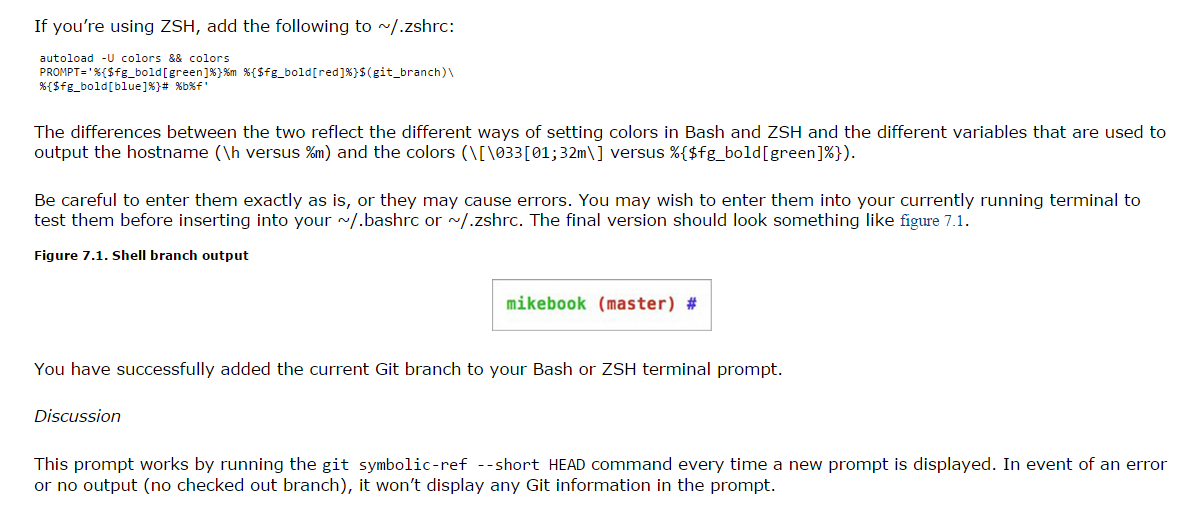 If you’re using ZSH, add the following to ~/.zshrc:
autoload -U colors && colors
PROMPT='%{$fg_bold[green]%}%m %{$fg_bold[red]%}$(git_branch)\
%{$fg_bold[blue]%}# %b%f'
The differences between the two reflect the different ways of setting colors in Bash and ZSH and the different variables that are used to
output the hostname (\h versus %m) and the colors (\[\033[01;32m\] versus %{$fg_bold[green]%}).
Be careful to enter them exactly as is, or they may cause errors. You may wish to enter them into your currently running terminal to
test them before inserting into your ~/.bashrc or ~/.zshrc. The final version should look something like figure 7.1.
Figure 7.1. Shell branch output
mikebook (master) #
You have successfully added the current Git branch to your Bash or ZSH terminal prompt.
Discussion
This prompt works by running the git symbolic-ref --short HEAD command every time a new prompt is displayed. In event of an error
or no output (no checked out branch), it won’t display any Git information in the prompt.